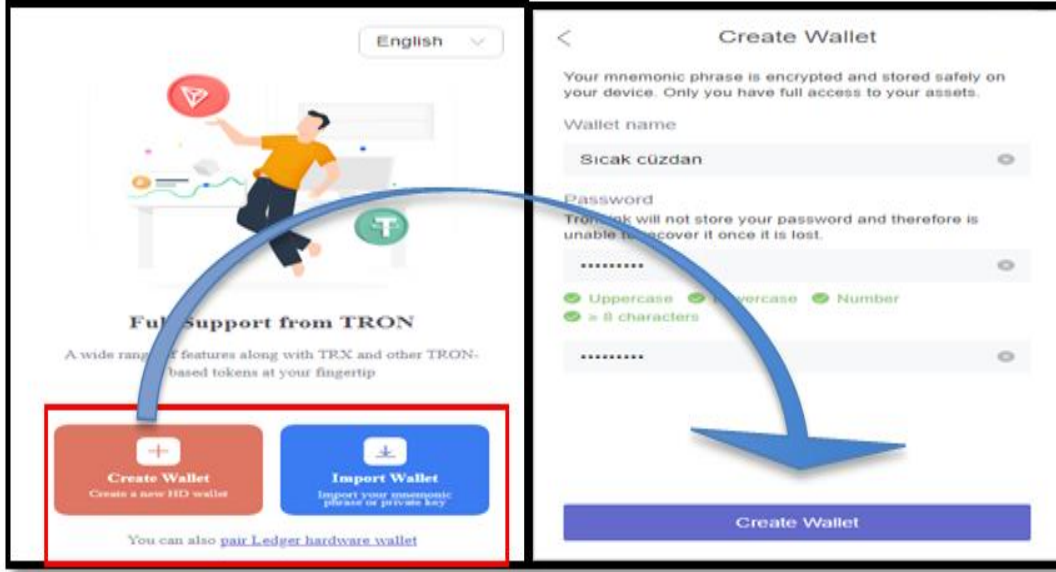 English
Full Support from TRON
A wide range of features along with TRX and other TRON-
based tokens at your fingertip
Create Wallet
Create a new HD wallet
Import Wallet
Import your mnemonic
phrase or private key
You can also pair Ledger hardware wallet
Create Wallet
Your mnemonic phrase is encrypted and stored safely on
your device. Only you have full access to your assets.
Wallet name
Sıcak cüzdan
Password
TronLink will not store your password and therefore is
unable to recover it once it is lost.
•••••••••
Uppercase Lowercase Number
≥ 8 characters
•••••••••
Create Wallet